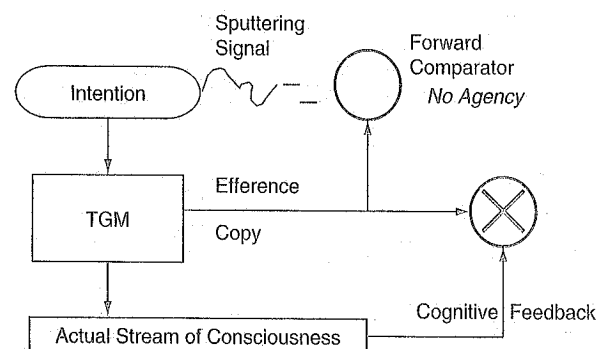 Sputtering
Signal
Forward
Comparator
No Agency
Intention
Efference
TGM
Copy
Cognitive Feedback
Actual Stream of Consciousness